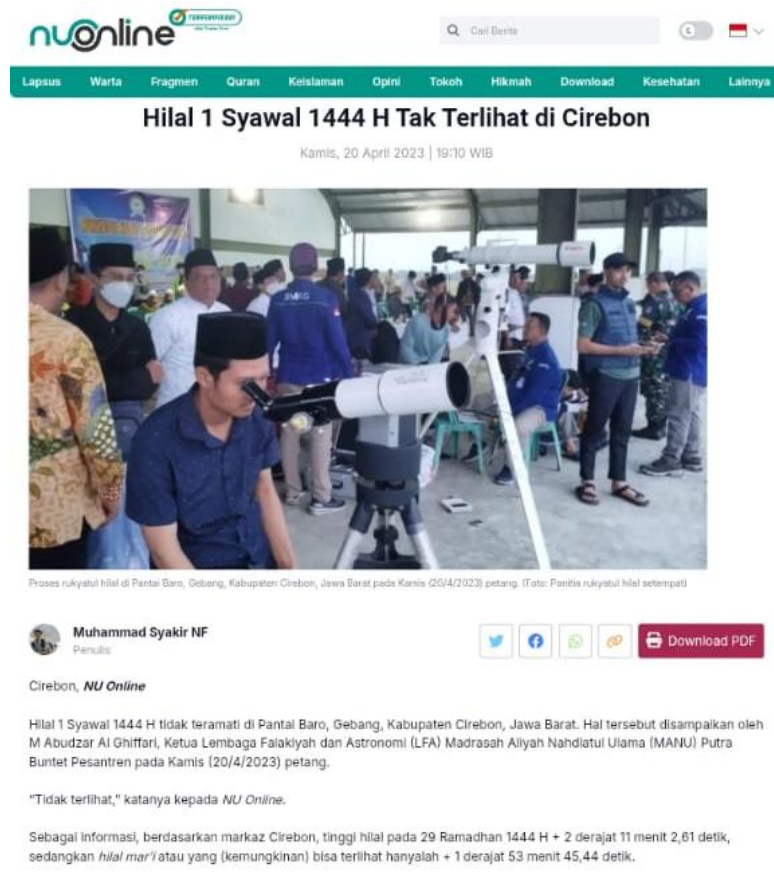 nuonline
Cari Berita
Lapsus Warta Fragmen Quran Keislaman Opini Tokoh Hikmah Download Kesehatan Lainnya
Hilal 1 Syawal 1444 H Tak Terlihat di Cirebon
Kamis, 20 April 2023 | 19:10 WIB
BMKG
Proses rukyatul hilal di Pantai Baro, Gebang, Kabupaten Cirebon, Jawa Barat pada Kamis (20/4/2023) petang. (Foto: Panitia rukyatul hilal setempat)
Muhammad Syakir NF
Penulis
Download PDF
Cirebon, NU Online
Hilal 1 Syawal 1444 H tidak teramati di Pantai Baro, Gebang, Kabupaten Cirebon, Jawa Barat. Hal tersebut disampaikan oleh
M Abudzar Al Ghiffari, Ketua Lembaga Falakiyah dan Astronomi (LFA) Madrasah Aliyah Nahdlatul Ulama (MANU) Putra
Buntet Pesantren pada Kamis (20/4/2023) petang.
"Tidak terlihat," katanya kepada NU Online.
Sebagai informasi, berdasarkan markaz Cirebon, tinggi hilal pada 29 Ramadhan 1444 H + 2 derajat 11 menit 2,61 detik,
sedangkan hilal mar'i atau yang (kemungkinan) bisa terlihat hanyalah + 1 derajat 53 menit 45,44 detik.